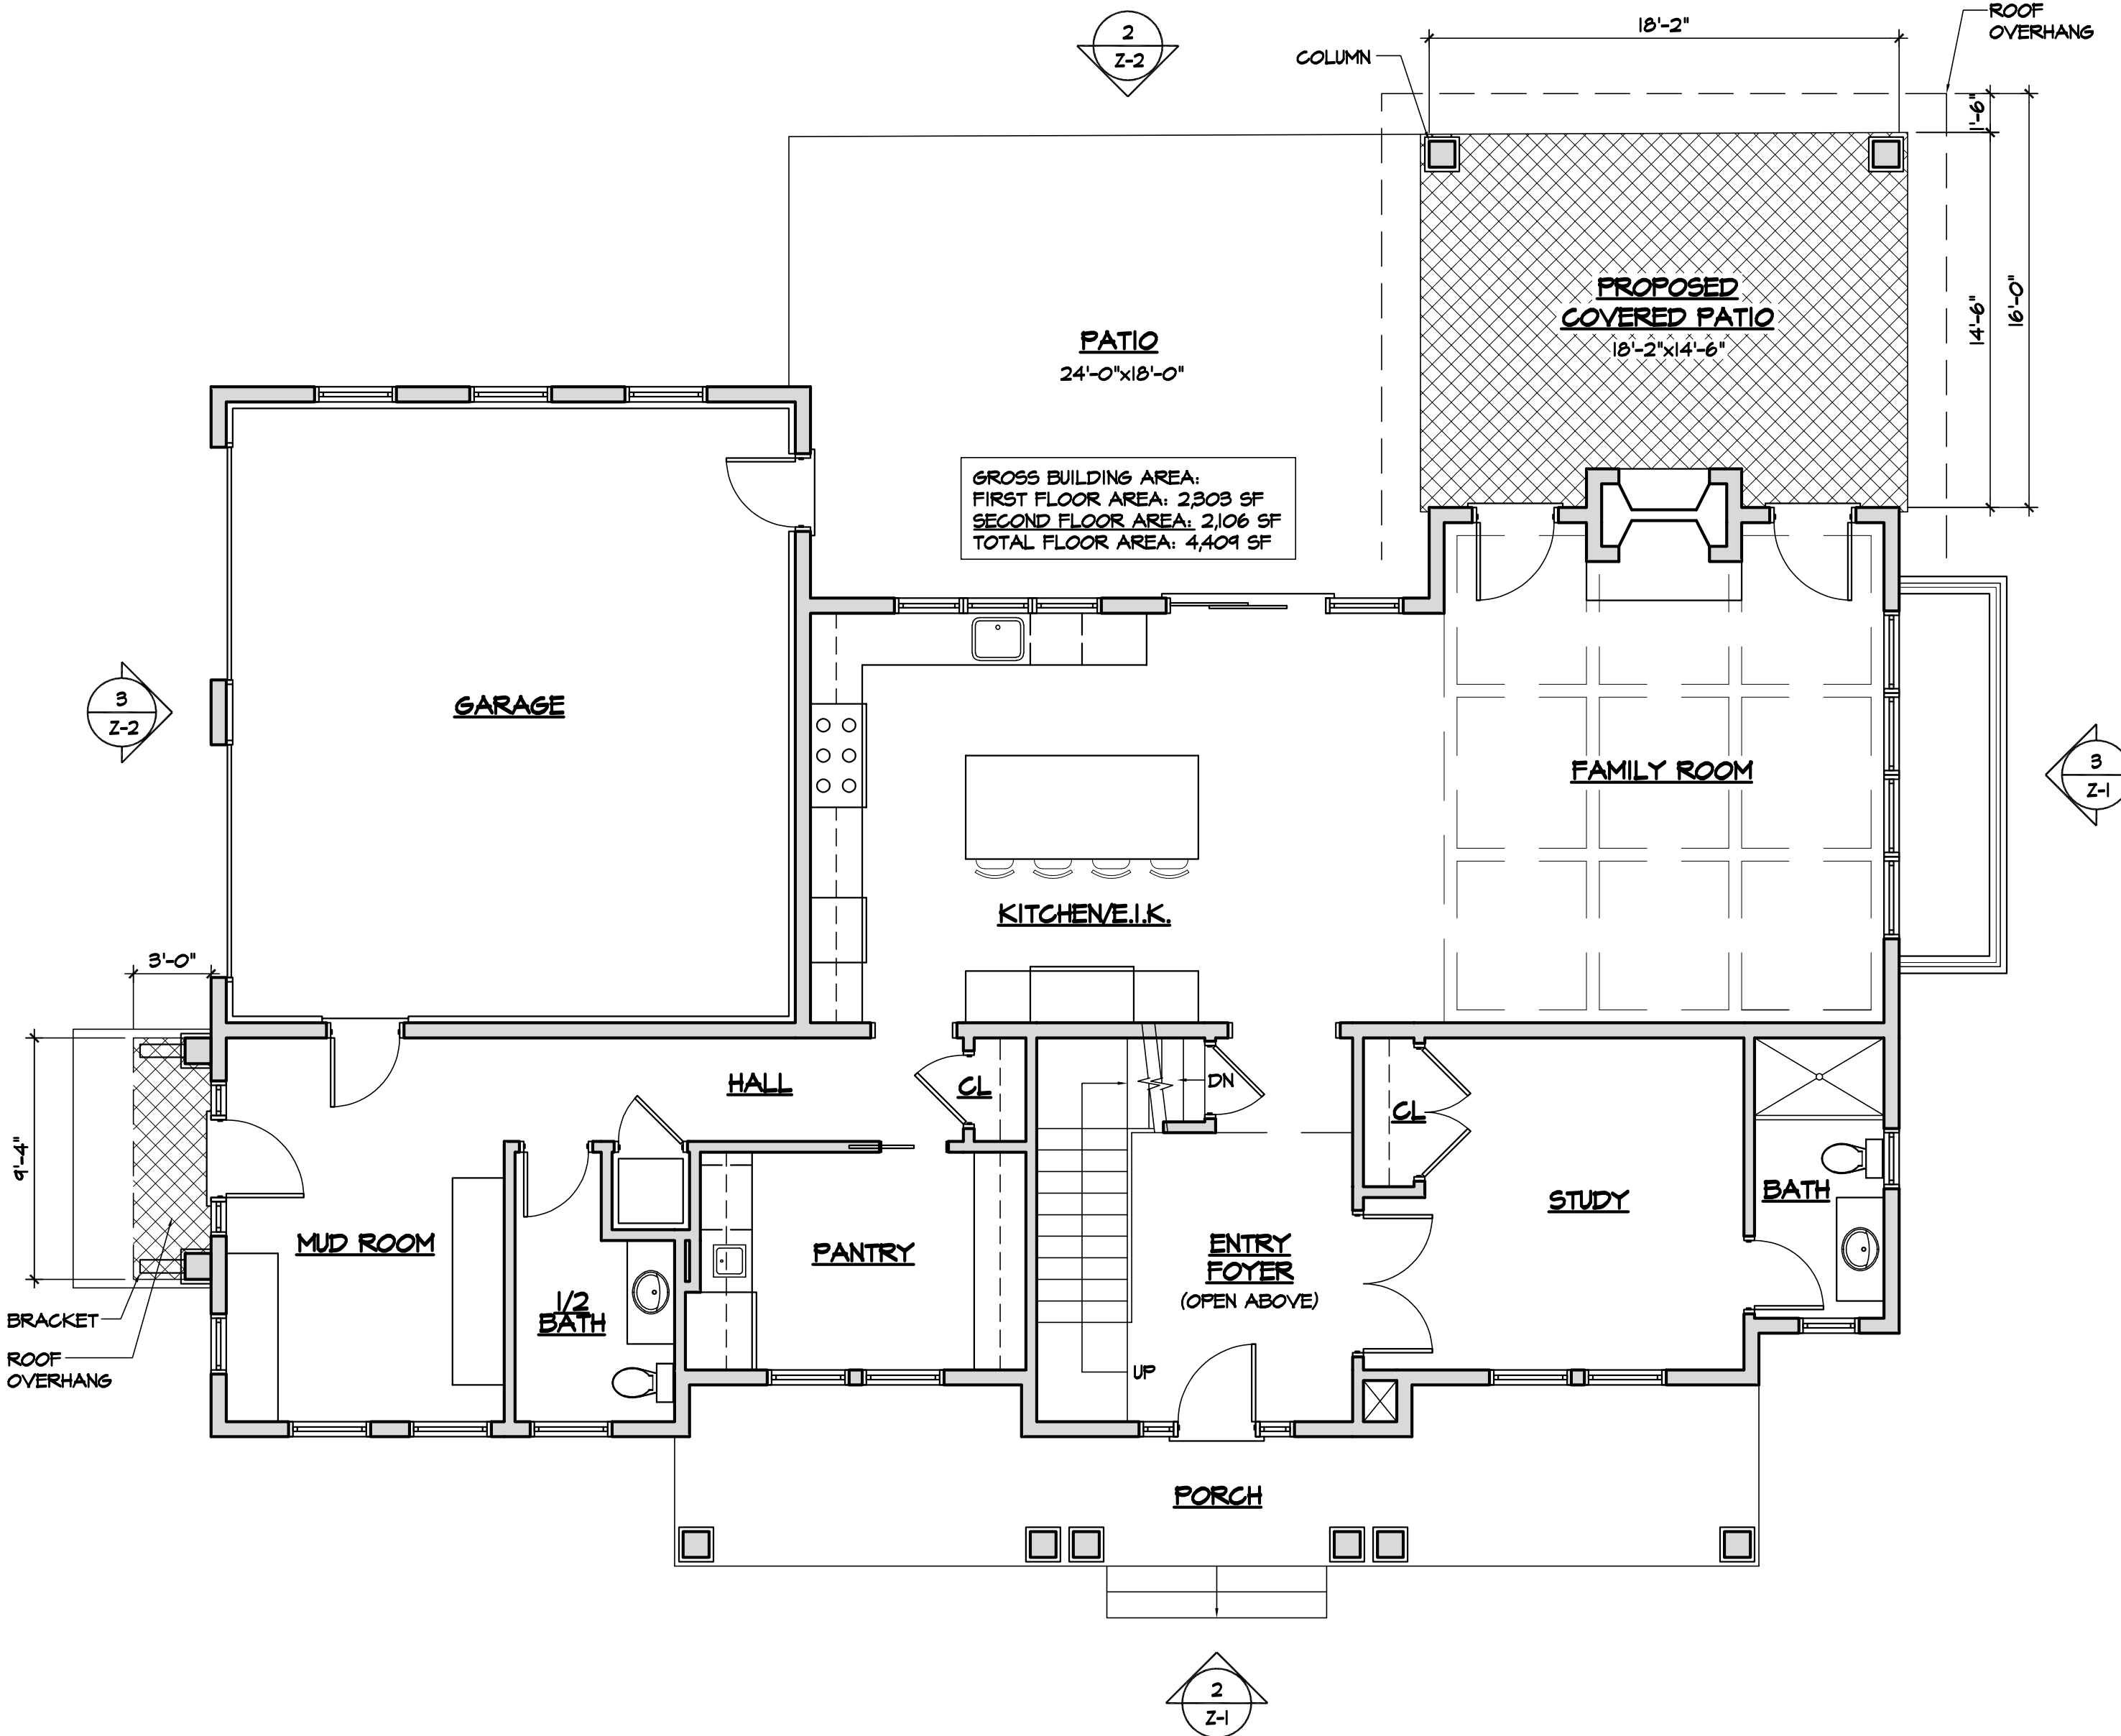 2
Z-2
18'-2"
ROOF
OVERHANG
COLUMN
1'-6"
14'-6"
16'-0"
PROPOSED
COVERED PATIO
18'-2"x14'-6"
PATIO
24'-0"x18'-0"
GROSS BUILDING AREA:
FIRST FLOOR AREA: 2,303 SF
SECOND FLOOR AREA: 2,106 SF
TOTAL FLOOR AREA: 4,409 SF
3
Z-2
GARAGE
FAMILY ROOM
3
Z-1
KITCHEN/E.I.K.
3'-0"
9'-4"
HALL
CL
DN
CL
MUD ROOM
1/2
BATH
PANTRY
ENTRY
FOYER
(OPEN ABOVE)
STUDY
BATH
BRACKET
ROOF
OVERHANG
UP
PORCH
2
Z-1